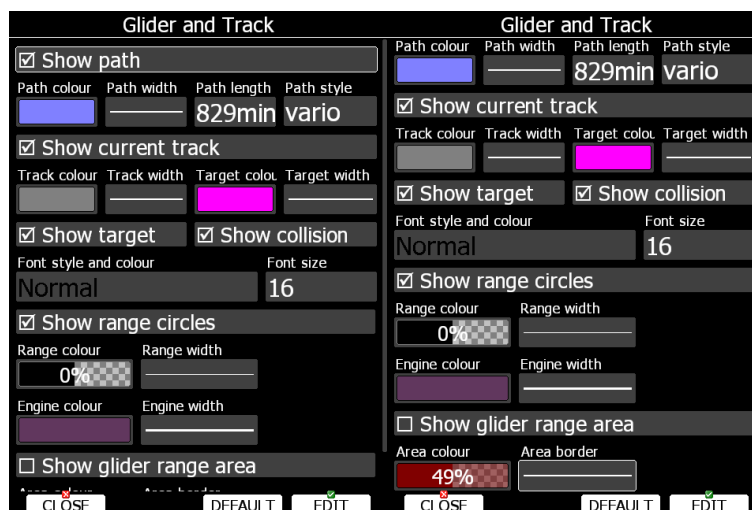 Glider and Track
Show path
Path colour Path width Path length Path style
829min vario
Show current track
Track colour Track width Target colou Target width
Show target Show collision
Font style and colour Font size
Normal 16
Show range circles
Range colour Range width
0%
Engine colour Engine width
Show glider range area
Area colour Area border
CLOSE DEFAULT EDIT
Glider and Track
Path colour Path width Path length Path style
829min vario
Show current track
Track colour Track width Target colou Target width
Show target Show collision
Font style and colour Font size
Normal 16
Show range circles
Range colour Range width
0%
Engine colour Engine width
Show glider range area
Area colour Area border
49%
CLOSE DEFAULT EDIT